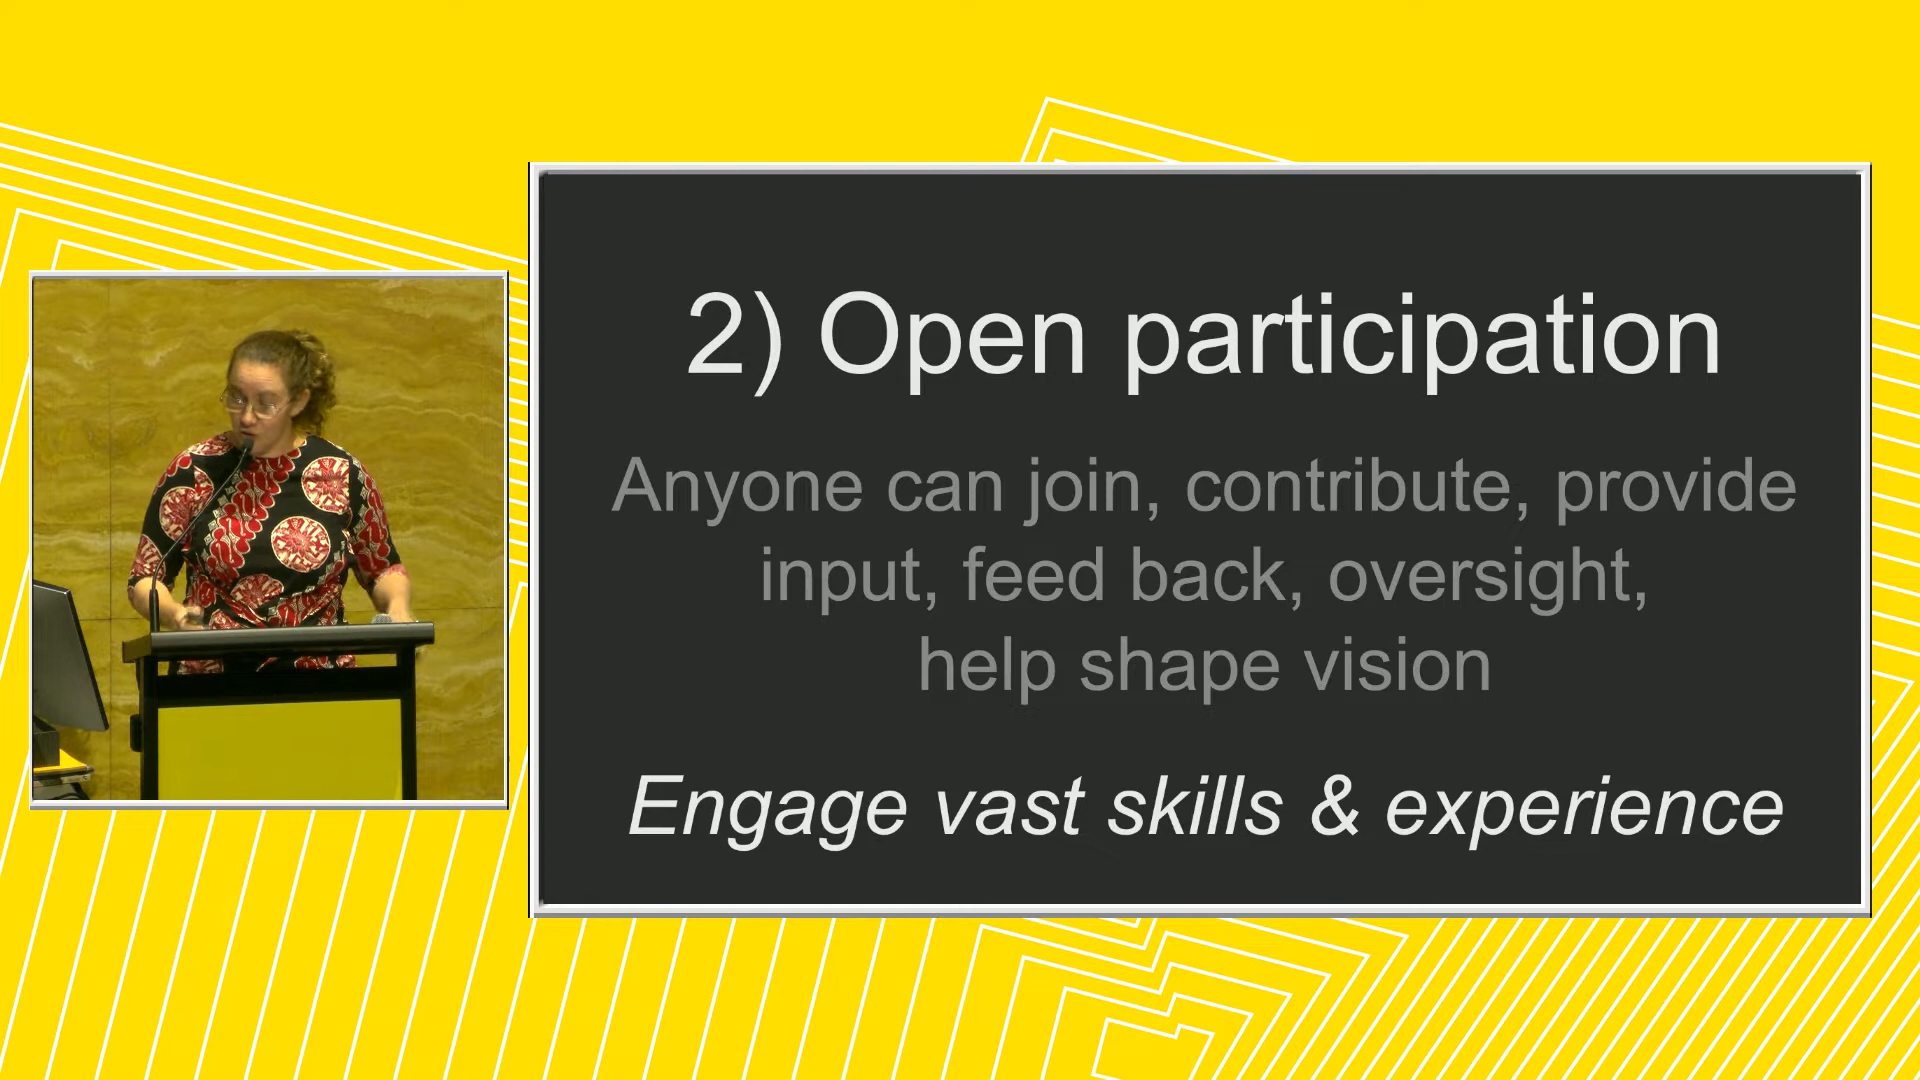 2) Open participation
Anyone can join, contribute, provide
input, feed back, oversight,
help shape vision
Engage vast skills & experience